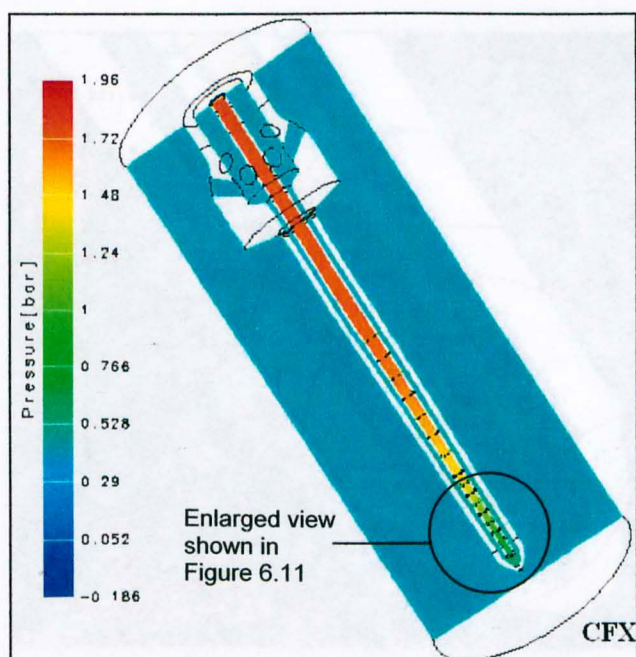 1.96
1.72
1.48
1.24
1
0.766
0.528
0.29
0.052
-0.186
Pressure[bar]
Enlarged view
shown in
Figure 6.11
CFX